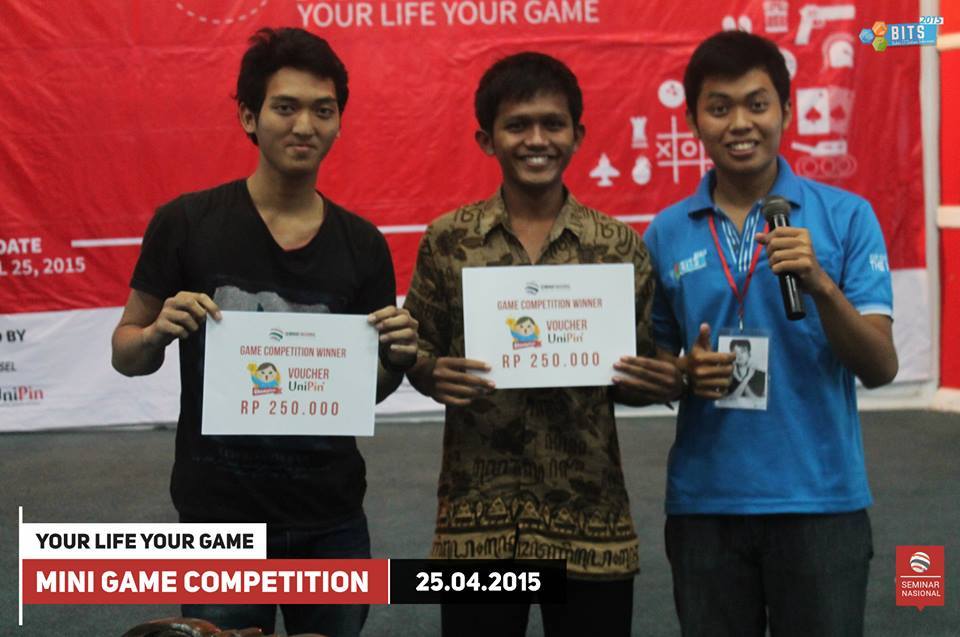 YOUR LIFE YOUR GAME
2015
BITS
DATE
25, 2015
BY
UniPin
GAME COMPETITION WINNER
VOUCHER
UniPin
RP 250.000
GAME COMPETITION WINNER
VOUCHER
UniPin
RP 250.000
BITS
YOUR LIFE YOUR GAME
MINI GAME COMPETITION
25.04.2015
SEMINAR
NASIONAL